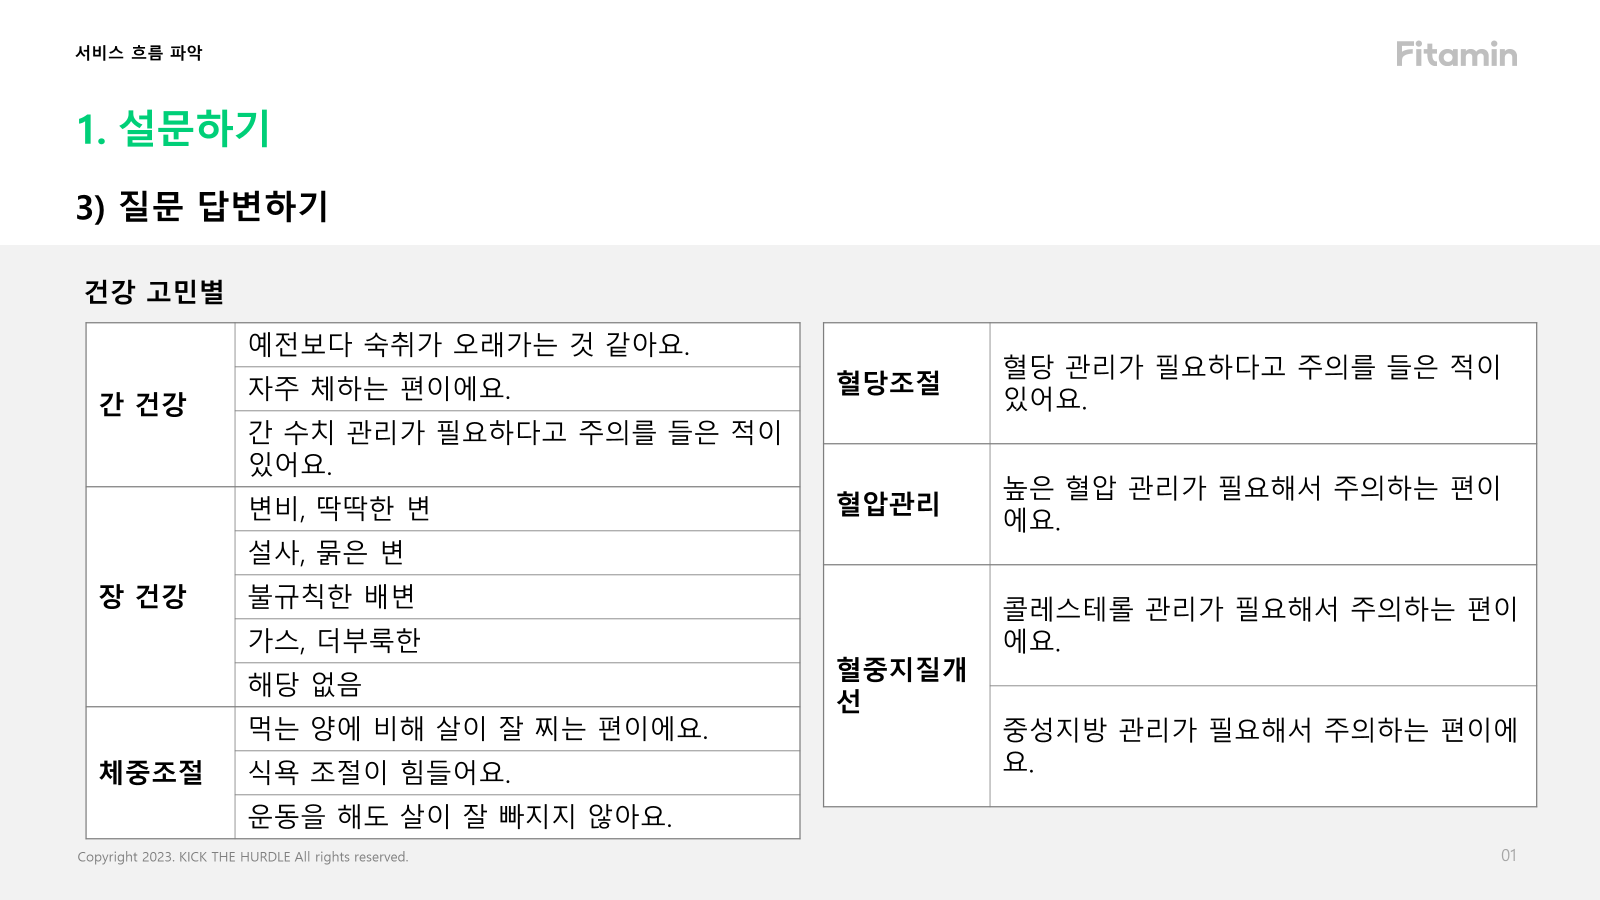 서비스 흐름 파악
Fitamin
1. 설문하기
3) 질문 답변하기
건강 고민별
간 건강
예전보다 숙취가 오래가는 것 같아요.
자주 체하는 편이에요.
간 수치 관리가 필요하다고 주의를 들은 적이
있어요.
장 건강
변비, 딱딱한 변
설사, 묽은 변
불규칙한 배변
가스, 더부룩한
해당 없음
체중조절
먹는 양에 비해 살이 잘 찌는 편이에요.
식욕 조절이 힘들어요.
운동을 해도 살이 잘 빠지지 않아요.
혈당조절
혈당 관리가 필요하다고 주의를 들은 적이
있어요.
혈압관리
높은 혈압 관리가 필요해서 주의하는 편이
에요.
혈중지질개
선
콜레스테롤 관리가 필요해서 주의하는 편이
에요.
중성지방 관리가 필요해서 주의하는 편이에
요.
Copyright 2023. KICK THE HURDLE All rights reserved.
01